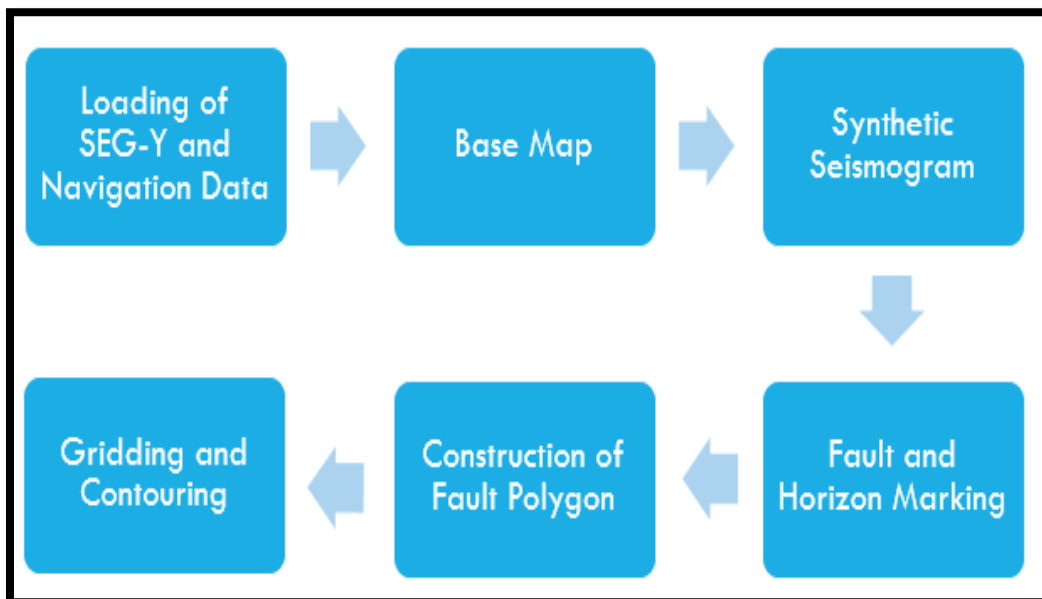 Loading of
SEG-Y and
Navigation Data
Base Map
Synthetic
Seismogram
Fault and
Horizon Marking
Construction of
Fault Polygon
Gridding and
Contouring